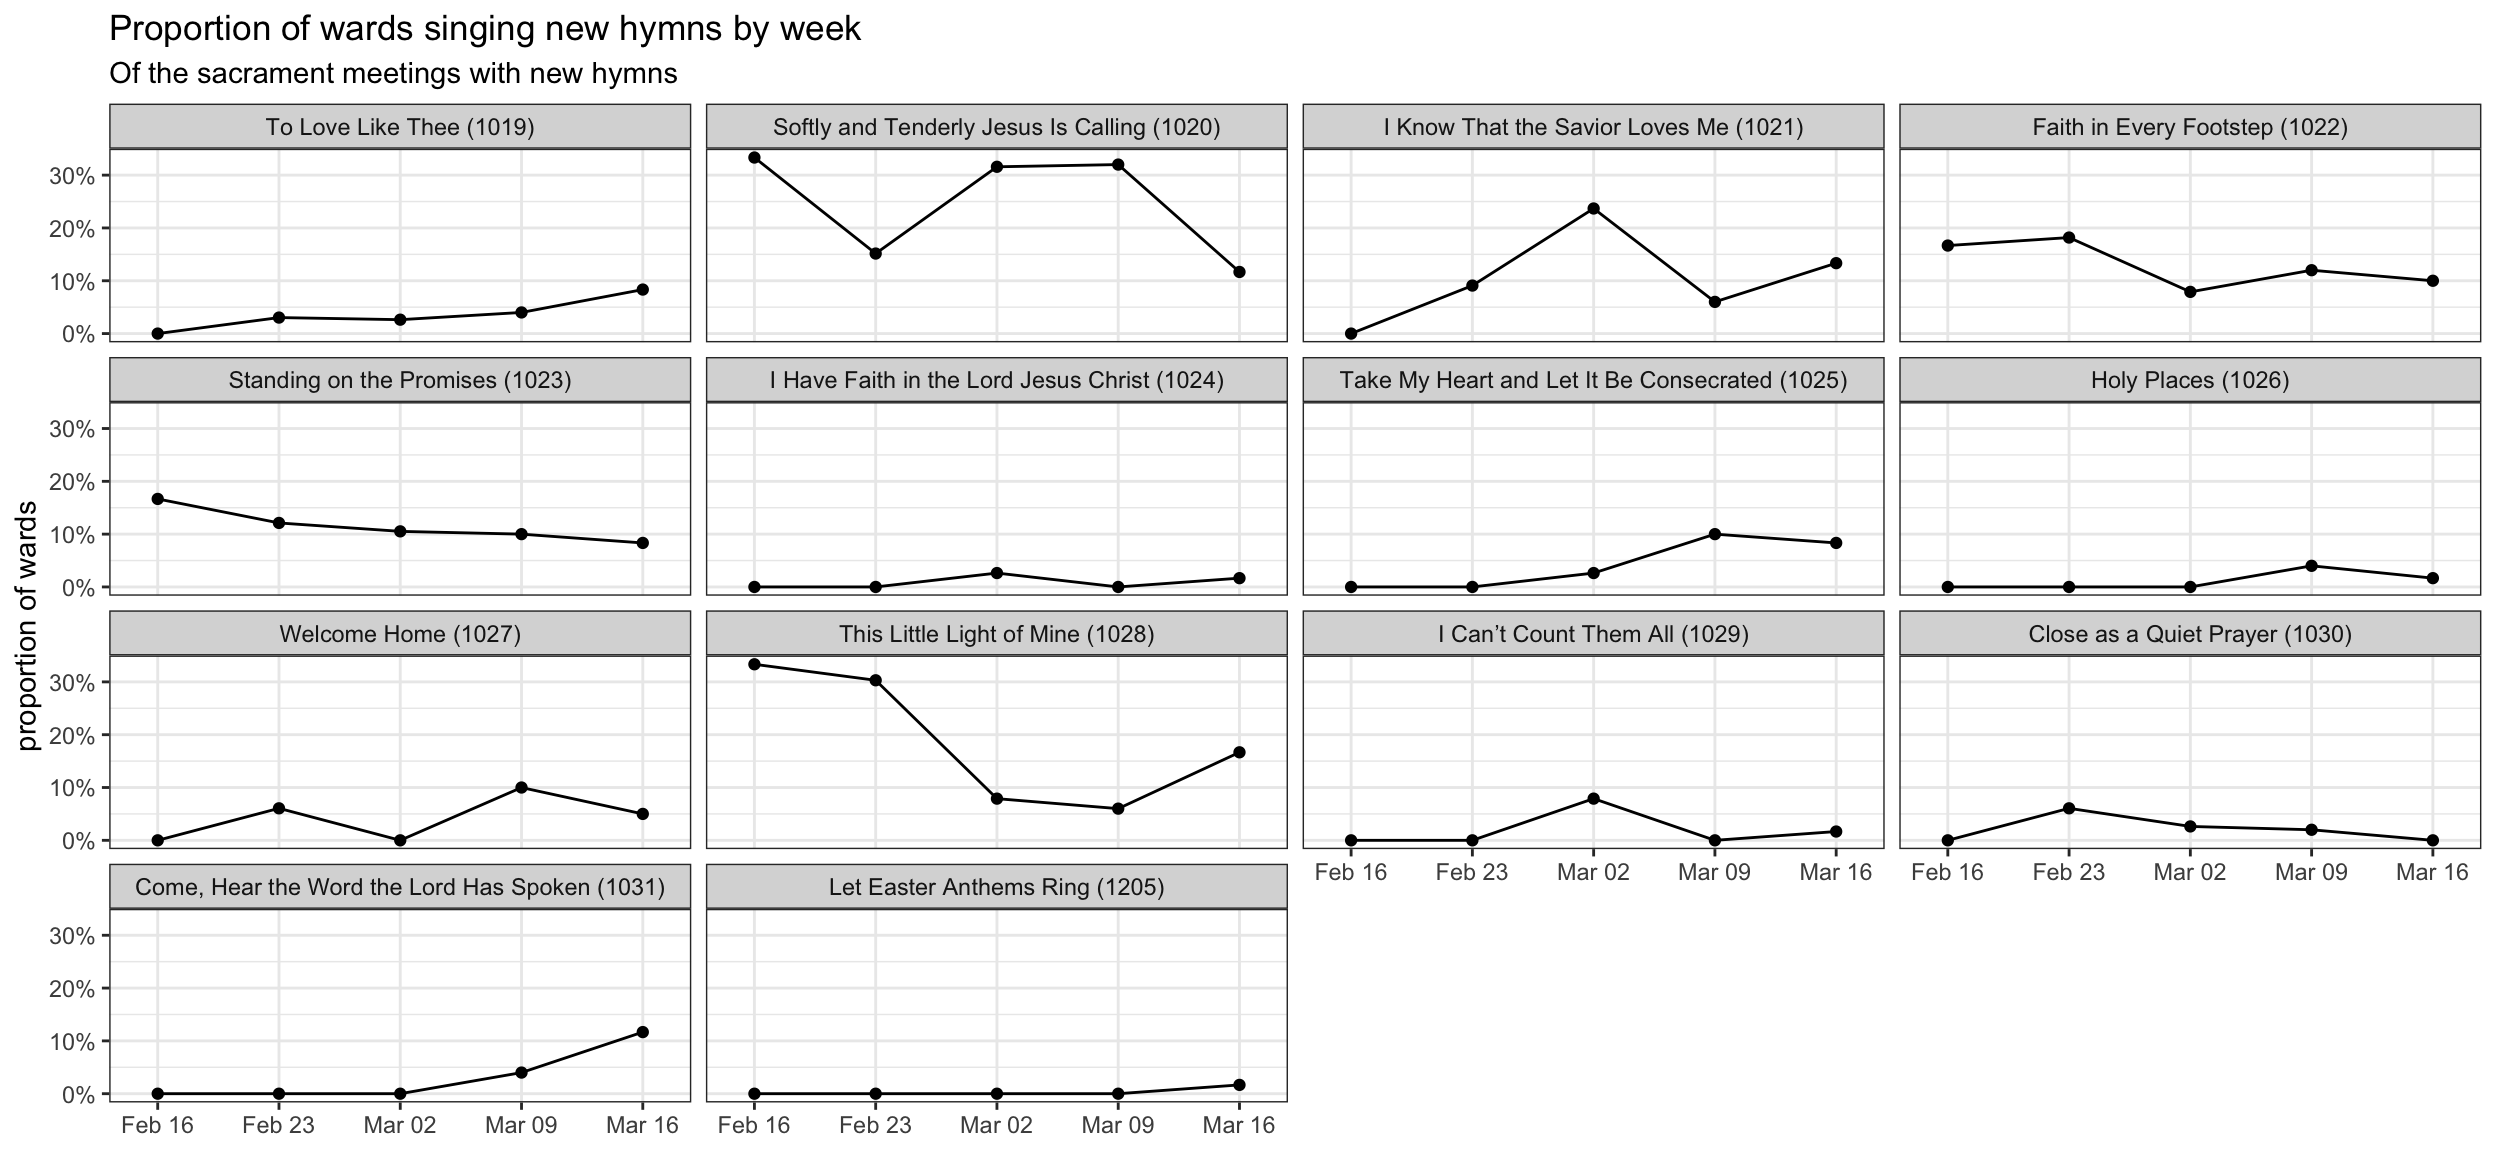 Proportion of wards singing new hymns by week
Of the sacrament meetings with new hymns
To Love Like Thee (1019)
Softly and Tenderly Jesus Is Calling (1020)
I Know That the Savior Loves Me (1021)
Faith in Every Footstep (1022)
30%
20%
10%
0%
Standing on the Promises (1023)
I Have Faith in the Lord Jesus Christ (1024)
Take My Heart and Let It Be Consecrated (1025)
Holy Places (1026)
30%
20%
10%
0%
proportion of wards
Welcome Home (1027)
This Little Light of Mine (1028)
I Can’t Count Them All (1029)
Close as a Quiet Prayer (1030)
30%
20%
10%
0%
Feb 16 Feb 23 Mar 02 Mar 09 Mar 16
Feb 16 Feb 23 Mar 02 Mar 09 Mar 16
Come, Hear the Word the Lord Has Spoken (1031)
Let Easter Anthems Ring (1205)
30%
20%
10%
0%
Feb 16 Feb 23 Mar 02 Mar 09 Mar 16
Feb 16 Feb 23 Mar 02 Mar 09 Mar 16